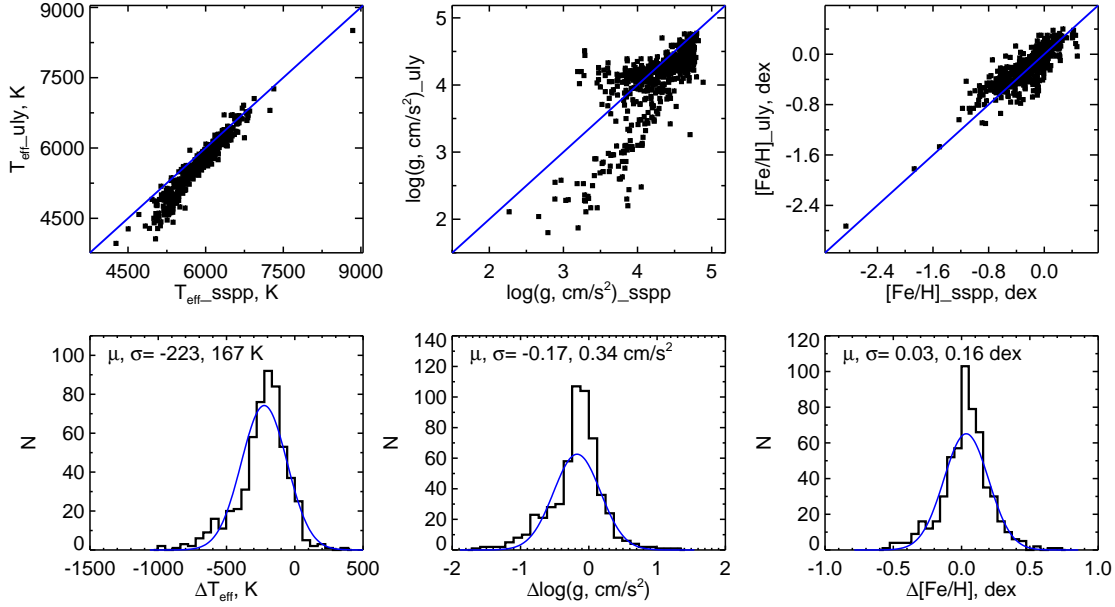 9000
7500
6000
4500
T_eff_uly, K
4500 6000 7500 9000
T_eff_sspp, K
5
4
3
2
log(g, cm/s²)_uly
2 3 4 5
log(g, cm/s²)_sspp
0.0
-0.8
-1.6
-2.4
[Fe/H]_uly, dex
-2.4 -1.6 -0.8 0.0
[Fe/H]_sspp, dex
μ, σ= -223, 167 K
100
80
60
40
20
0
N
-1500 -1000 -500 0 500
ΔT_eff, K
μ, σ= -0.17, 0.34 cm/s²
140
120
100
80
60
40
20
0
N
-2 -1 0 1 2
Δlog(g, cm/s²)
μ, σ= 0.03, 0.16 dex
120
100
80
60
40
20
0
N
-1.0 -0.5 0.0 0.5 1.0
Δ[Fe/H], dex